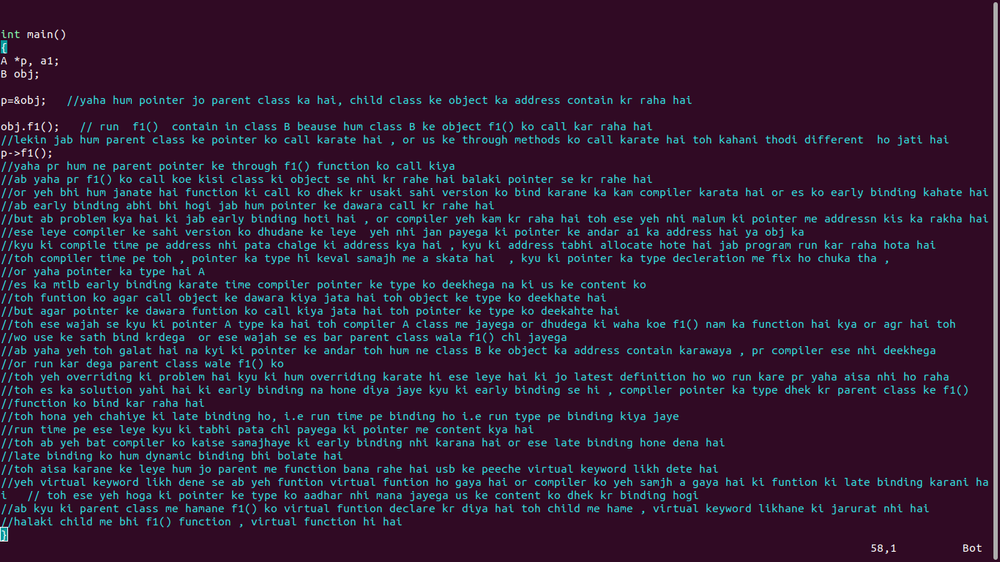 int main()
{
A *p, a1;
B obj;
p=&obj;   //yaha hum pointer jo parent class ka hai, child class ke object ka address contain kr raha hai
obj.f1();   // run  f1()  contain in class B beause hum class B ke object f1() ko call kar raha hai
//lekin jab hum parent class ke pointer ko call karate hai , or us ke through methods ko call karate hai toh kahani thodi different  ho jati hai
p->f1();
//yaha pr hum ne parent pointer ke through f1() function ko call kiya
//ab yaha pr f1() ko call koe kisi class ki object se nhi kr rahe hai balaki pointer se kr rahe hai
//or yeh bhi hum janate hai function ki call ko dhek kr usaki sahi version ko bind karane ka kam compiler karata hai or es ko early binding kahate hai
//ab early binding abhi bhi hogi jab hum pointer ke dawara call kr rahe hai
//but ab problem kya hai ki jab early binding hoti hai , or compiler yeh kam kr raha hai toh ese yeh nhi malum ki pointer me addressn kis ka rakha hai
//ese leye compiler ke sahi version ko dhudane ke leye  yeh nhi jan payega ki pointer ke andar a1 ka address hai ya obj ka
//kyu ki compile time pe address nhi pata chalge ki address kya hai , kyu ki address tabhi allocate hote hai jab program run kar raha hota hai
//toh compiler time pe toh , pointer ka type hi keval samajh me a skata hai  , kyu ki pointer ka type decleration me fix ho chuka tha ,
//or yaha pointer ka type hai A
//es ka mtlb early binding karate time compiler pointer ke type ko deekhega na ki us ke content ko
//toh funtion ko agar call object ke dawara kiya jata hai toh object ke type ko deekhate hai
//but agar pointer ke dawara funtion ko call kiya jata hai toh pointer ke type ko deekahte hai
//toh ese wajah se kyu ki pointer A type ka hai toh compiler A class me jayega or dhudega ki waha koe f1() nam ka function hai kya or agr hai toh
//wo use ke sath bind krdega  or ese wajah se es bar parent class wala f1() chl jayega
//ab yaha yeh toh galat hai na kyi ki pointer ke andar toh hum ne class B ke object ka address contain karawaya , pr compiler ese nhi deekhega
//or run kar dega parent class wale f1() ko
//toh yeh overriding ki problem hai kyu ki hum overriding karate hi ese leye hai ki jo latest definition ho wo run kare pr yaha aisa nhi ho raha
//toh es ka solution yahi hai ki early binding na hone diya jaye kyu ki early binding se hi , compiler pointer ka type dhek kr parent class ke f1()
//function ko bind kar raha hai
//toh hona yeh chahiye ki late binding ho, i.e run time pe binding ho i.e run type pe binding kiya jaye
//run time pe ese leye kyu ki tabhi pata chl payega ki pointer me content kya hai
//toh ab yeh bat compiler ko kaise samajhaye ki early binding nhi karana hai or ese late binding hone dena hai
//late binding ko hum dynamic binding bhi bolate hai
//toh aisa karane ke leye hum jo parent me function bana rahe hai usb ke peeche virtual keyword likh dete hai
//yeh virtual keyword likh dene se ab yeh funtion virtual funtion ho gaya hai or compiler ko yeh samjh a gaya hai ki funtion ki late binding karani ha
i   // toh ese yeh hoga ki pointer ke type ko aadhar nhi mana jayega us ke content ko dhek kr binding hogi
//ab kyu ki parent class me hamane f1() ko virtual funtion declare kr diya hai toh child me hame , virtual keyword likhane ki jarurat nhi hai
//halaki child me bhi f1() function , virtual function hi hai
}
58,1          Bot